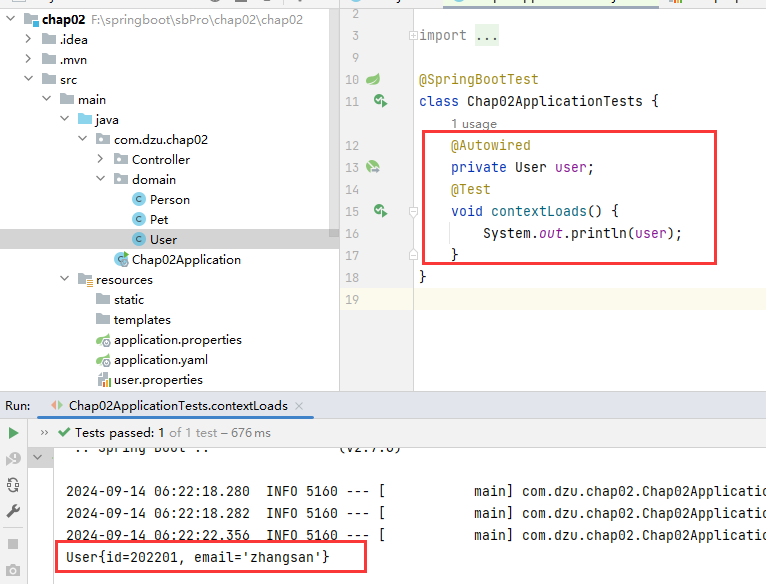 chap02 F:\springboot\sbPro\chap02\chap02
.idea
.mvn
src
main
java
com.dzu.chap02
Controller
domain
Person
Pet
User
Chap02Application
resources
static
templates
application.properties
application.yaml
user.properties
2
3 import ...
9
10 @SpringBootTest
11 class Chap02ApplicationTests {
1 usage
12 @Autowired
13 private User user;
14 @Test
15 void contextLoads() {
16 System.out.println(user);
17 }
18 }
19
Run: Chap02ApplicationTests.contextLoads
Tests passed: 1 of 1 test – 676 ms
2024-09-14 06:22:18.280 INFO 5160 --- [ main] com.dzu.chap02.Chap02Applicatio
2024-09-14 06:22:18.282 INFO 5160 --- [ main] com.dzu.chap02.Chap02Applicatio
2024-09-14 06:22:22.356 INFO 5160 --- [ main] com.dzu.chap02.Chap02Applicatio
User{id=202201, email='zhangsan'}